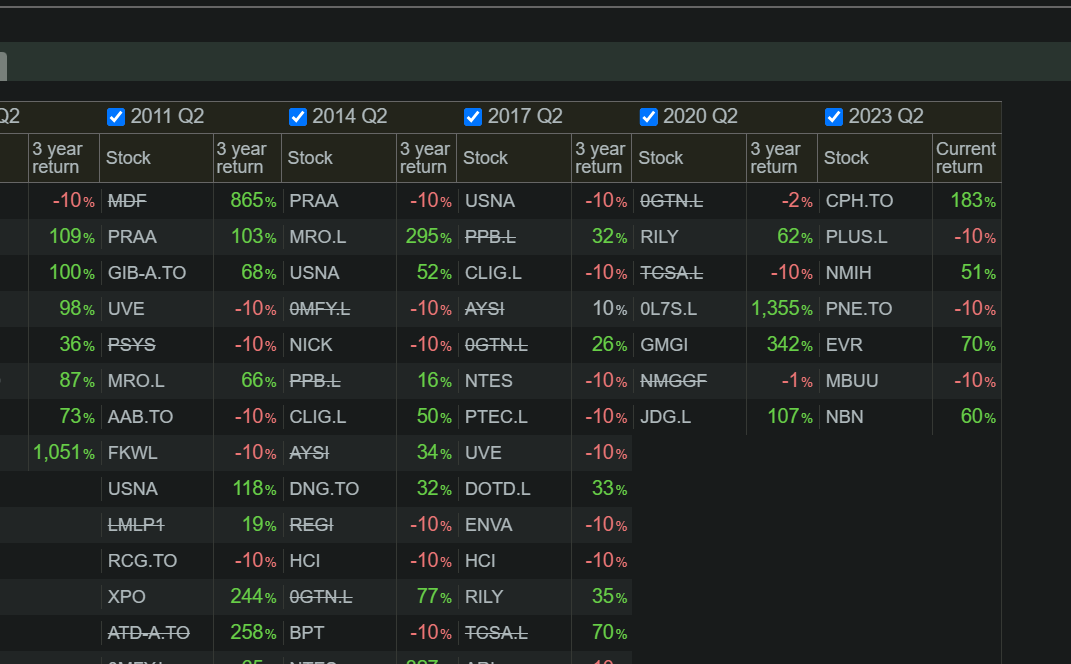 Q2 2011 Q2 2014 Q2 2017 Q2 2020 Q2 2023 Q2
3 year return Stock 3 year return Stock 3 year return Stock 3 year return Stock 3 year return Stock Current return
-10% MDF 865% PRAA -10% USNA -10% 0GTN.L -2% CPH.TO 183%
109% PRAA 103% MRO.L 295% PPB.L 32% RILY 62% PLUS.L -10%
100% GIB-A.TO 68% USNA 52% CLIG.L -10% TCSA.L -10% NMIH 51%
98% UVE -10% 0MFY.L -10% AYSI 10% 0L7S.L 1,355% PNE.TO -10%
36% PSYS -10% NICK -10% 0GTN.L 26% GMGI 342% EVR 70%
87% MRO.L 66% PPB.L 16% NTES -10% NMGGF -1% MBUU -10%
73% AAB.TO -10% CLIG.L 50% PTEC.L -10% JDG.L 107% NBN 60%
1,051% FKWL -10% AYSI 34% UVE -10%
USNA 118% DNG.TO 32% DOTD.L 33%
LMLP1 19% REGI -10% ENVA -10%
RCG.TO -10% HCI -10% HCI -10%
XPO 244% 0GTN.L 77% RILY 35%
ATD-A.TO 258% BPT -10% TCSA.L 70%